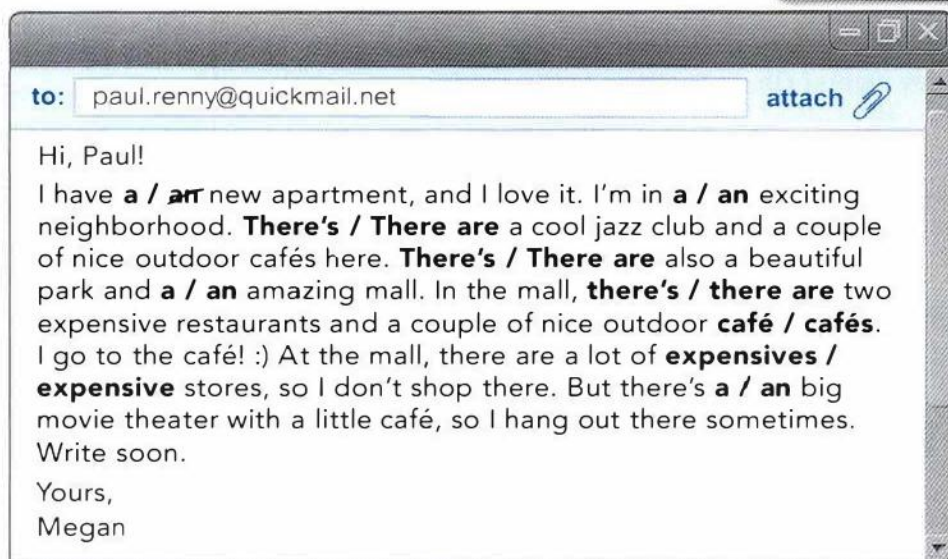 to: paul.renny@quickmail.net attach
Hi, Paul!
I have a / an new apartment, and I love it. I'm in a / an exciting
neighborhood. There's / There are a cool jazz club and a couple
of nice outdoor cafés here. There's / There are also a beautiful
park and a / an amazing mall. In the mall, there's / there are two
expensive restaurants and a couple of nice outdoor café / cafés.
I go to the café! :) At the mall, there are a lot of expensives /
expensive stores, so I don't shop there. But there's a / an big
movie theater with a little café, so I hang out there sometimes.
Write soon.
Yours,
Megan